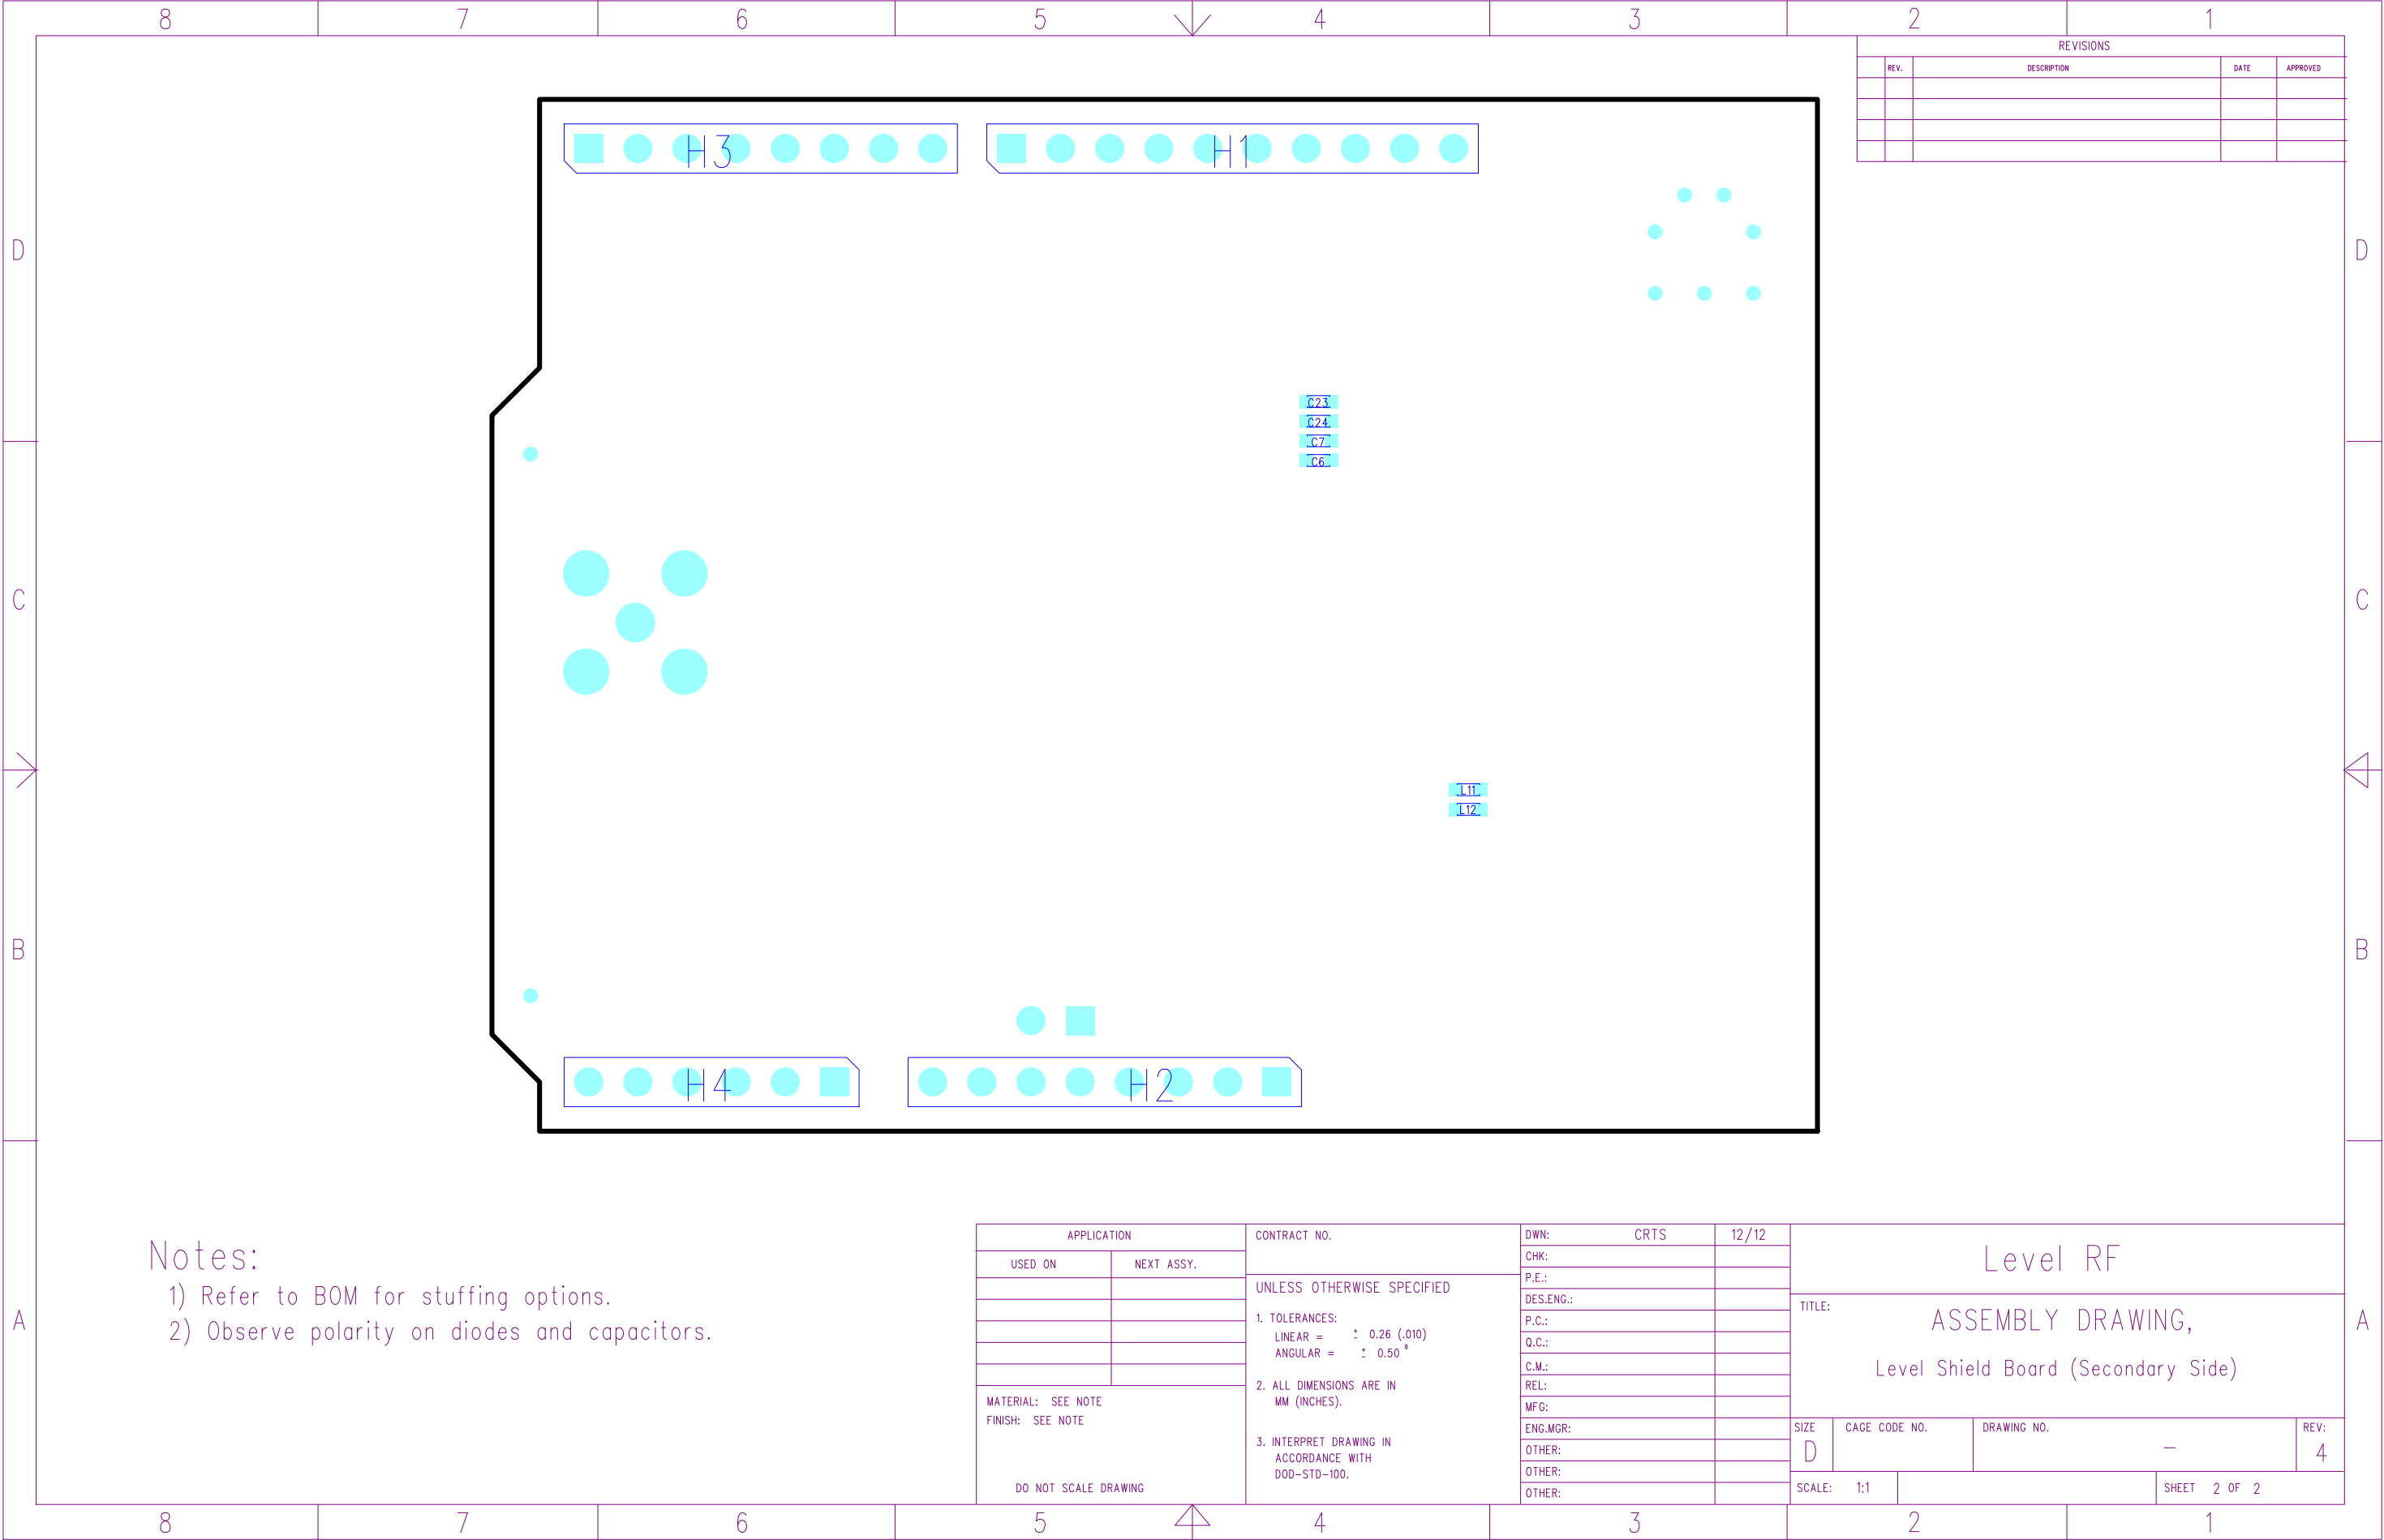 8 7 6 5 4 3 2 1
REVISIONS
REV. DESCRIPTION DATE APPROVED
H3 H1
D D
C23
C24
C7
C6
C C
L11
L12
B B
H4 H2
Notes:
1) Refer to BOM for stuffing options.
2) Observe polarity on diodes and capacitors.
A A
APPLICATION
USED ON NEXT ASSY.
MATERIAL: SEE NOTE
FINISH: SEE NOTE
DO NOT SCALE DRAWING
CONTRACT NO.
UNLESS OTHERWISE SPECIFIED
1. TOLERANCES:
LINEAR = ± 0.26 (.010)
ANGULAR = ± 0.50 °
2. ALL DIMENSIONS ARE IN
MM (INCHES).
3. INTERPRET DRAWING IN
ACCORDANCE WITH
DOD-STD-100.
DWN: CRTS 12/12
CHK:
P.E.:
DES.ENG.:
P.C.:
Q.C.:
C.M.:
REL:
MFG:
ENG.MGR:
OTHER:
OTHER:
OTHER:
Level RF
TITLE:
ASSEMBLY DRAWING,
Level Shield Board (Secondary Side)
SIZE CAGE CODE NO. DRAWING NO. REV:
D - 4
SCALE: 1:1 SHEET 2 OF 2
8 7 6 5 4 3 2 1